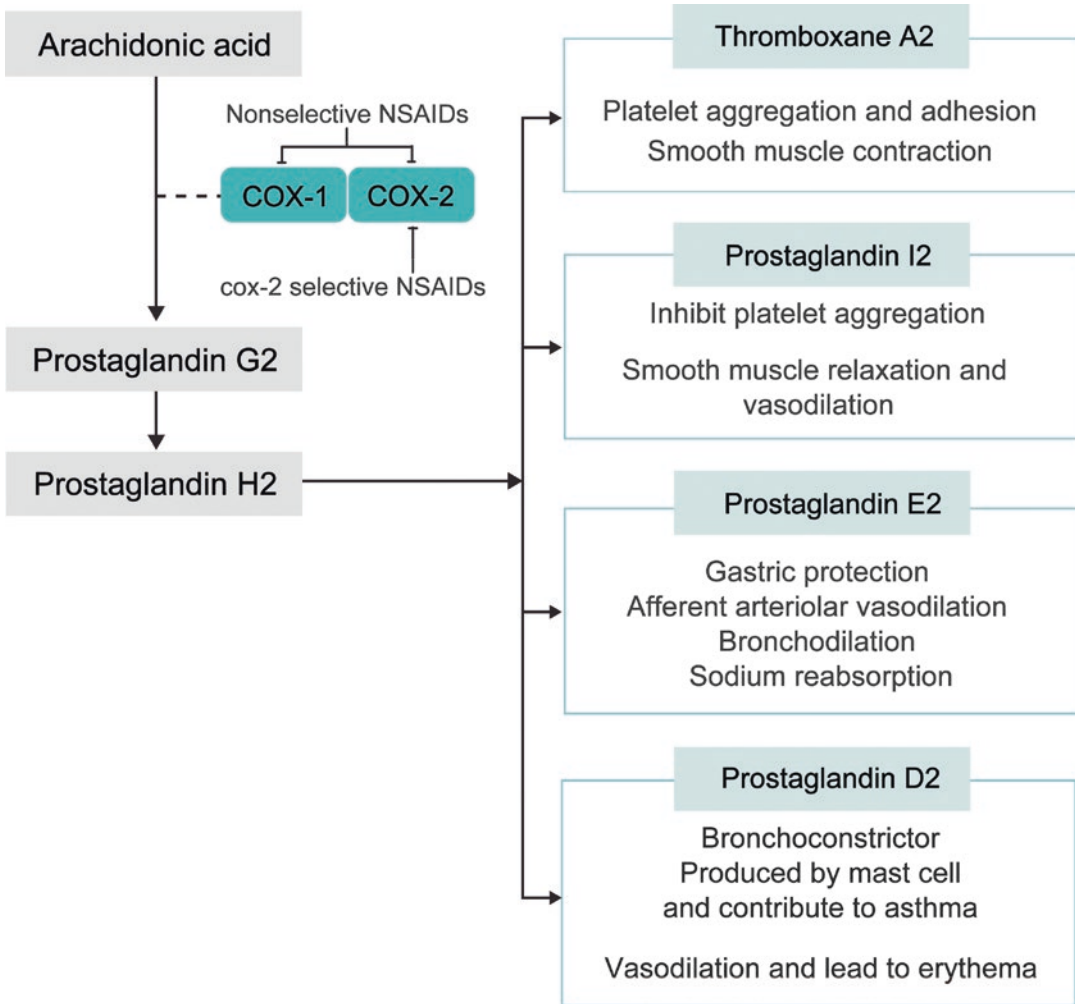 Arachidonic acid
Nonselective NSAIDs
COX-1
COX-2
cox-2 selective NSAIDs
Prostaglandin G2
Prostaglandin H2
Thromboxane A2
Platelet aggregation and adhesion
Smooth muscle contraction
Prostaglandin I2
Inhibit platelet aggregation
Smooth muscle relaxation and
vasodilation
Prostaglandin E2
Gastric protection
Afferent arteriolar vasodilation
Bronchodilation
Sodium reabsorption
Prostaglandin D2
Bronchoconstrictor
Produced by mast cell
and contribute to asthma
Vasodilation and lead to erythema